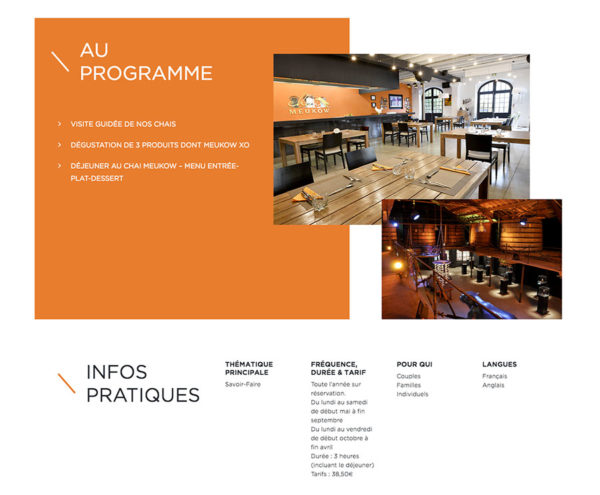 AU
PROGRAMME
VISITE GUIDÉE DE NOS CHAIS
DÉGUSTATION DE 3 PRODUITS DONT MEUKOW XO
DÉJEUNER AU CHAI MEUKOW – MENU ENTRÉE-
PLAT-DESSERT
MEUKOW
INFOS
PRATIQUES
THÉMATIQUE
PRINCIPALE
Savoir-Faire
FRÉQUENCE,
DURÉE & TARIF
Toute l'année sur
réservation.
Du lundi au samedi
de début mai à fin
septembre
Du lundi au vendredi
de début octobre à
fin avril
Durée : 3 heures
(incluant le déjeuner)
Tarifs : 38,50€
POUR QUI
Couples
Familles
Individuels
LANGUES
Français
Anglais